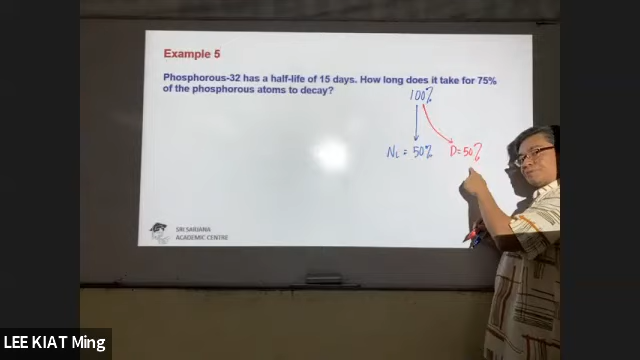 Example 5
Phosphorous-32 has a half-life of 15 days. How long does it take for 75%
of the phosphorous atoms to decay?
100%
NL = 50% D = 50%
SRI SARJANA
ACADEMIC CENTRE
LEE KIAT Ming